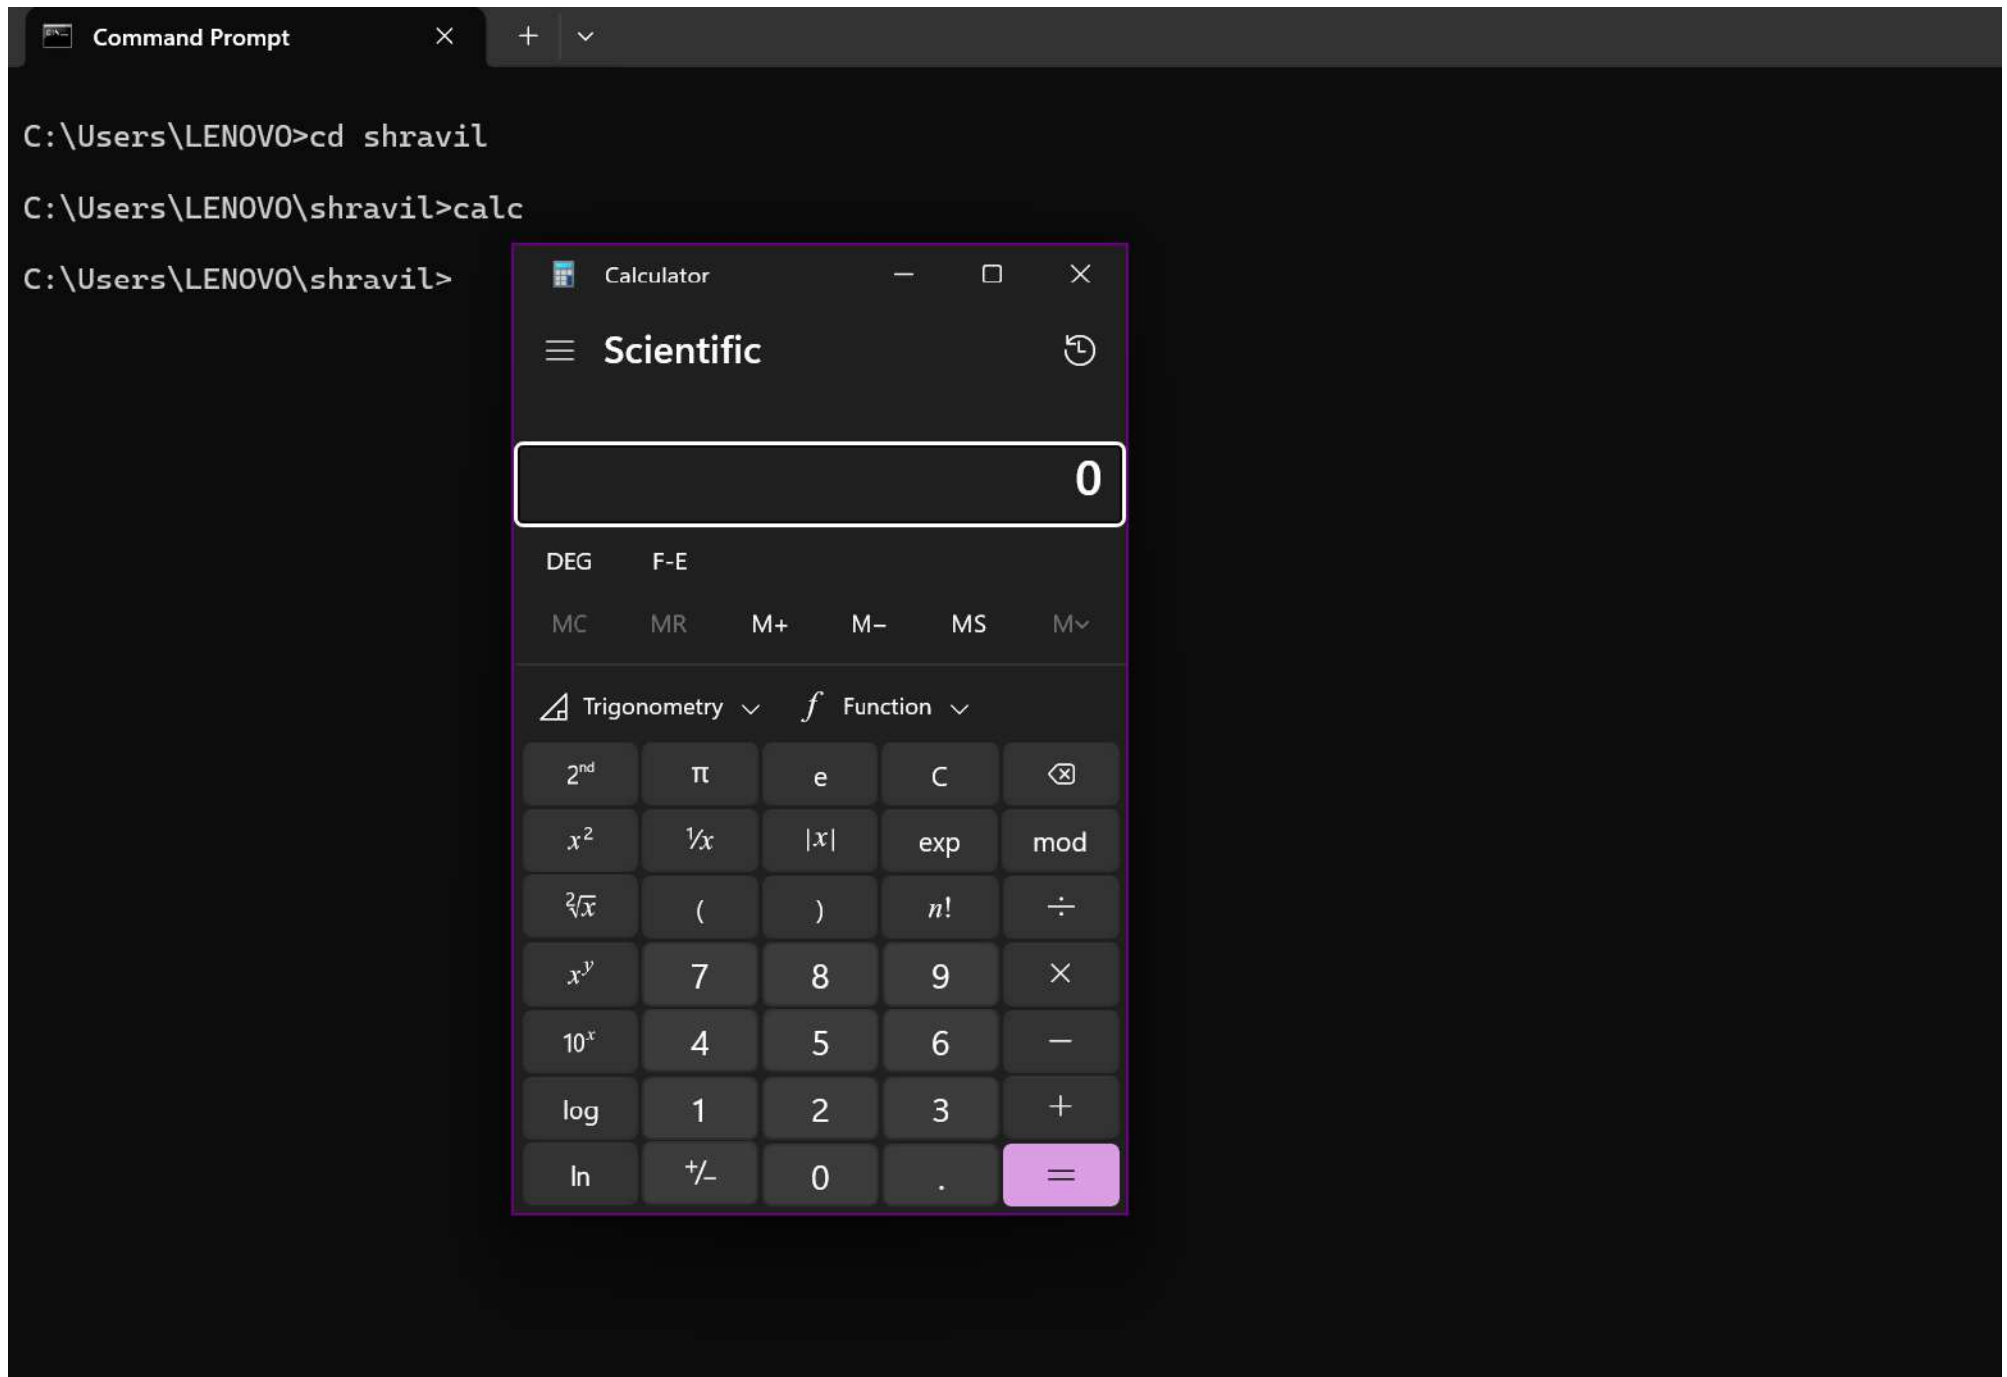 Command Prompt
C:\Users\LENOVO>cd shravil
C:\Users\LENOVO\shravil>calc
C:\Users\LENOVO\shravil>
Calculator
Scientific
0
DEG F-E
MC MR M+ M− MS M
Trigonometry f Function
2ⁿᵈ π e C
x² ¹/x |x| exp mod
²√x ( ) n! ÷
xʸ 7 8 9 ×
10ˣ 4 5 6 −
log 1 2 3 +
ln +/− 0 . =